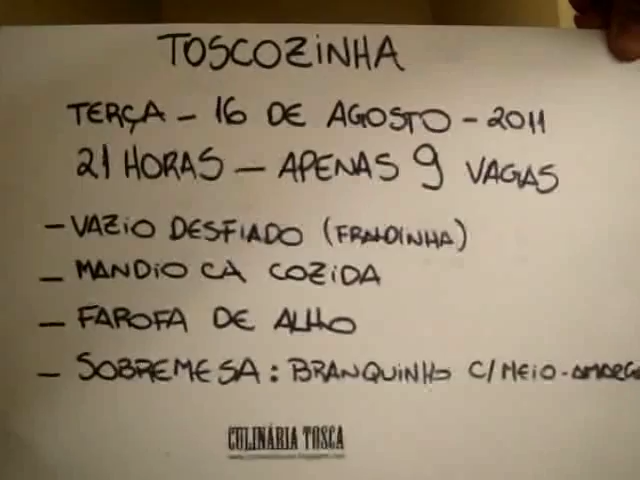 TOSCOZINHA
TERÇA - 16 DE AGOSTO - 2011
21 HORAS - APENAS 9 VAGAS
- VAZIO DESFIADO (FRALDINHA)
- MANDIOCA COZIDA
- FAROFA DE ALHO
- SOBREMESA: BRANQUINHO C/ MEIO-AMARGO
CULINÁRIA TOSCA